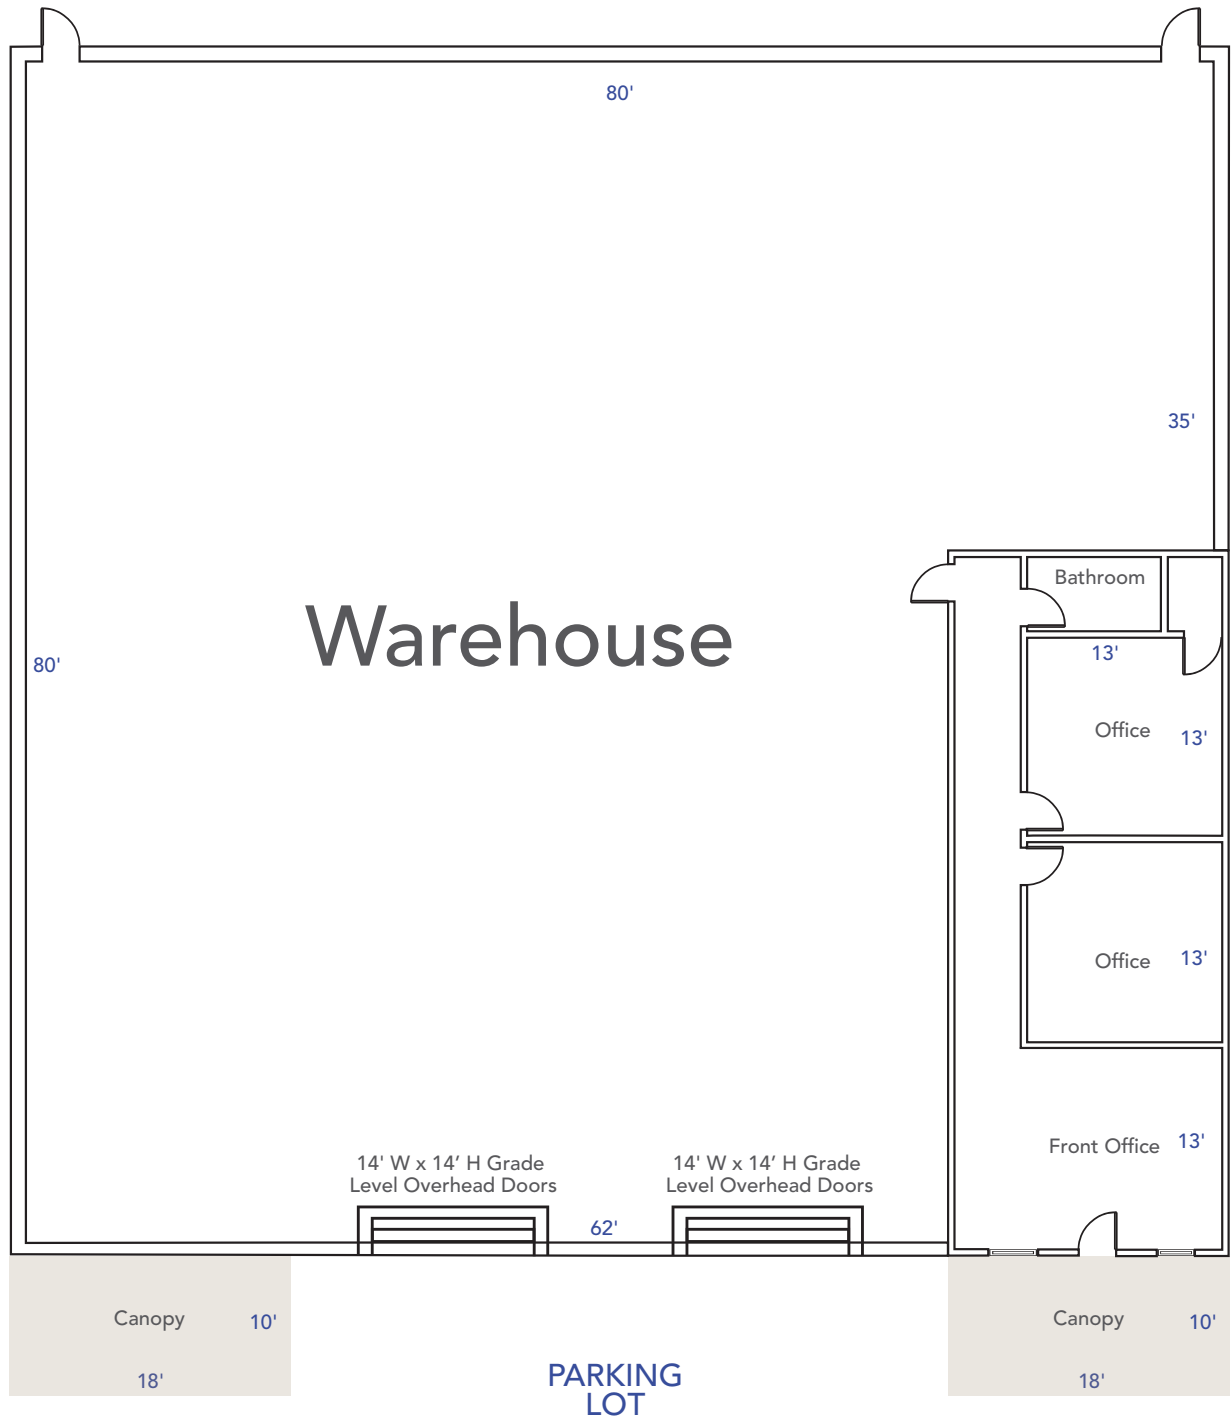 80'
35'
Bathroom
Warehouse
13'
80'
Office
13'
Office
13'
Front Office
13'
14' W x 14’ H Grade
Level Overhead Doors
14' W x 14’ H Grade
Level Overhead Doors
62'
Canopy
10'
18'
Canopy
10'
18'
PARKING
LOT